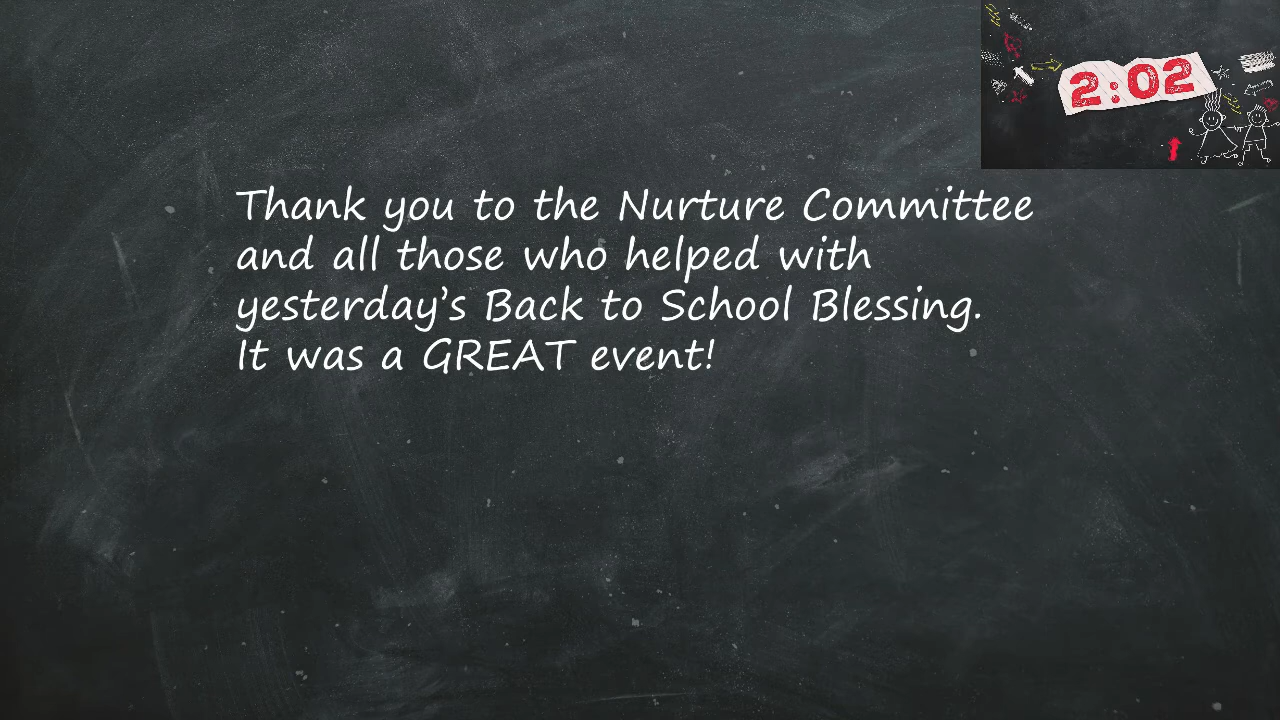 2:02
Thank you to the Nurture Committee
and all those who helped with
yesterday’s Back to School Blessing.
It was a GREAT event!